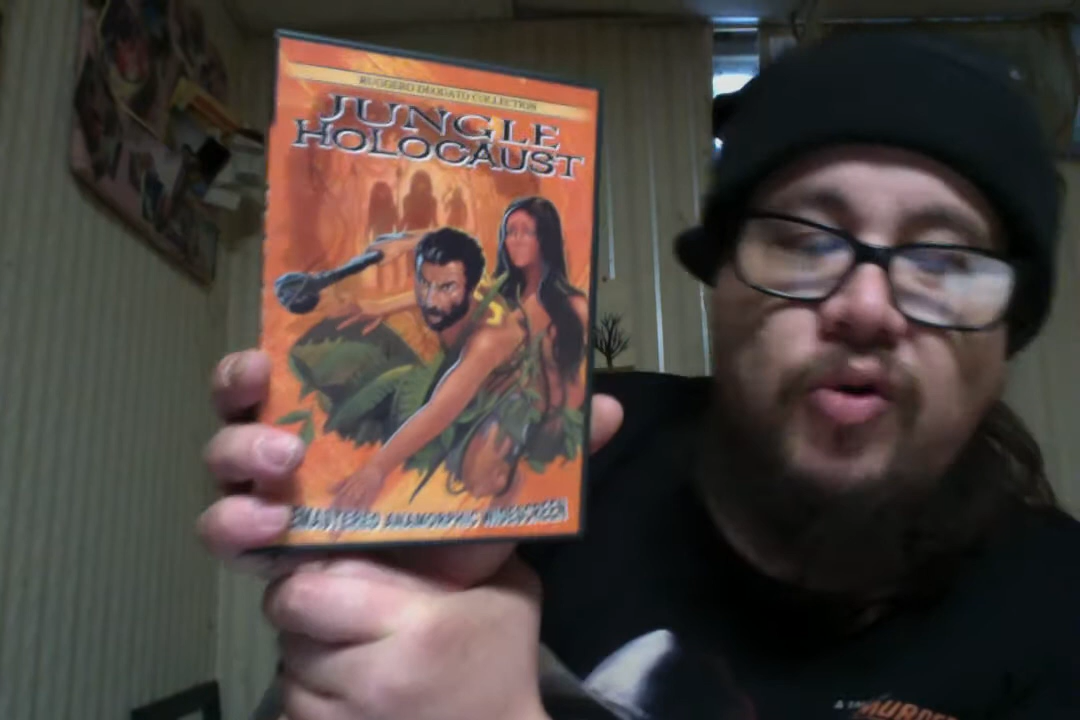 RUGGERO DEODATO COLLECTION
JUNGLE
HOLOCAUST
REMASTERED ANAMORPHIC WIDESCREEN